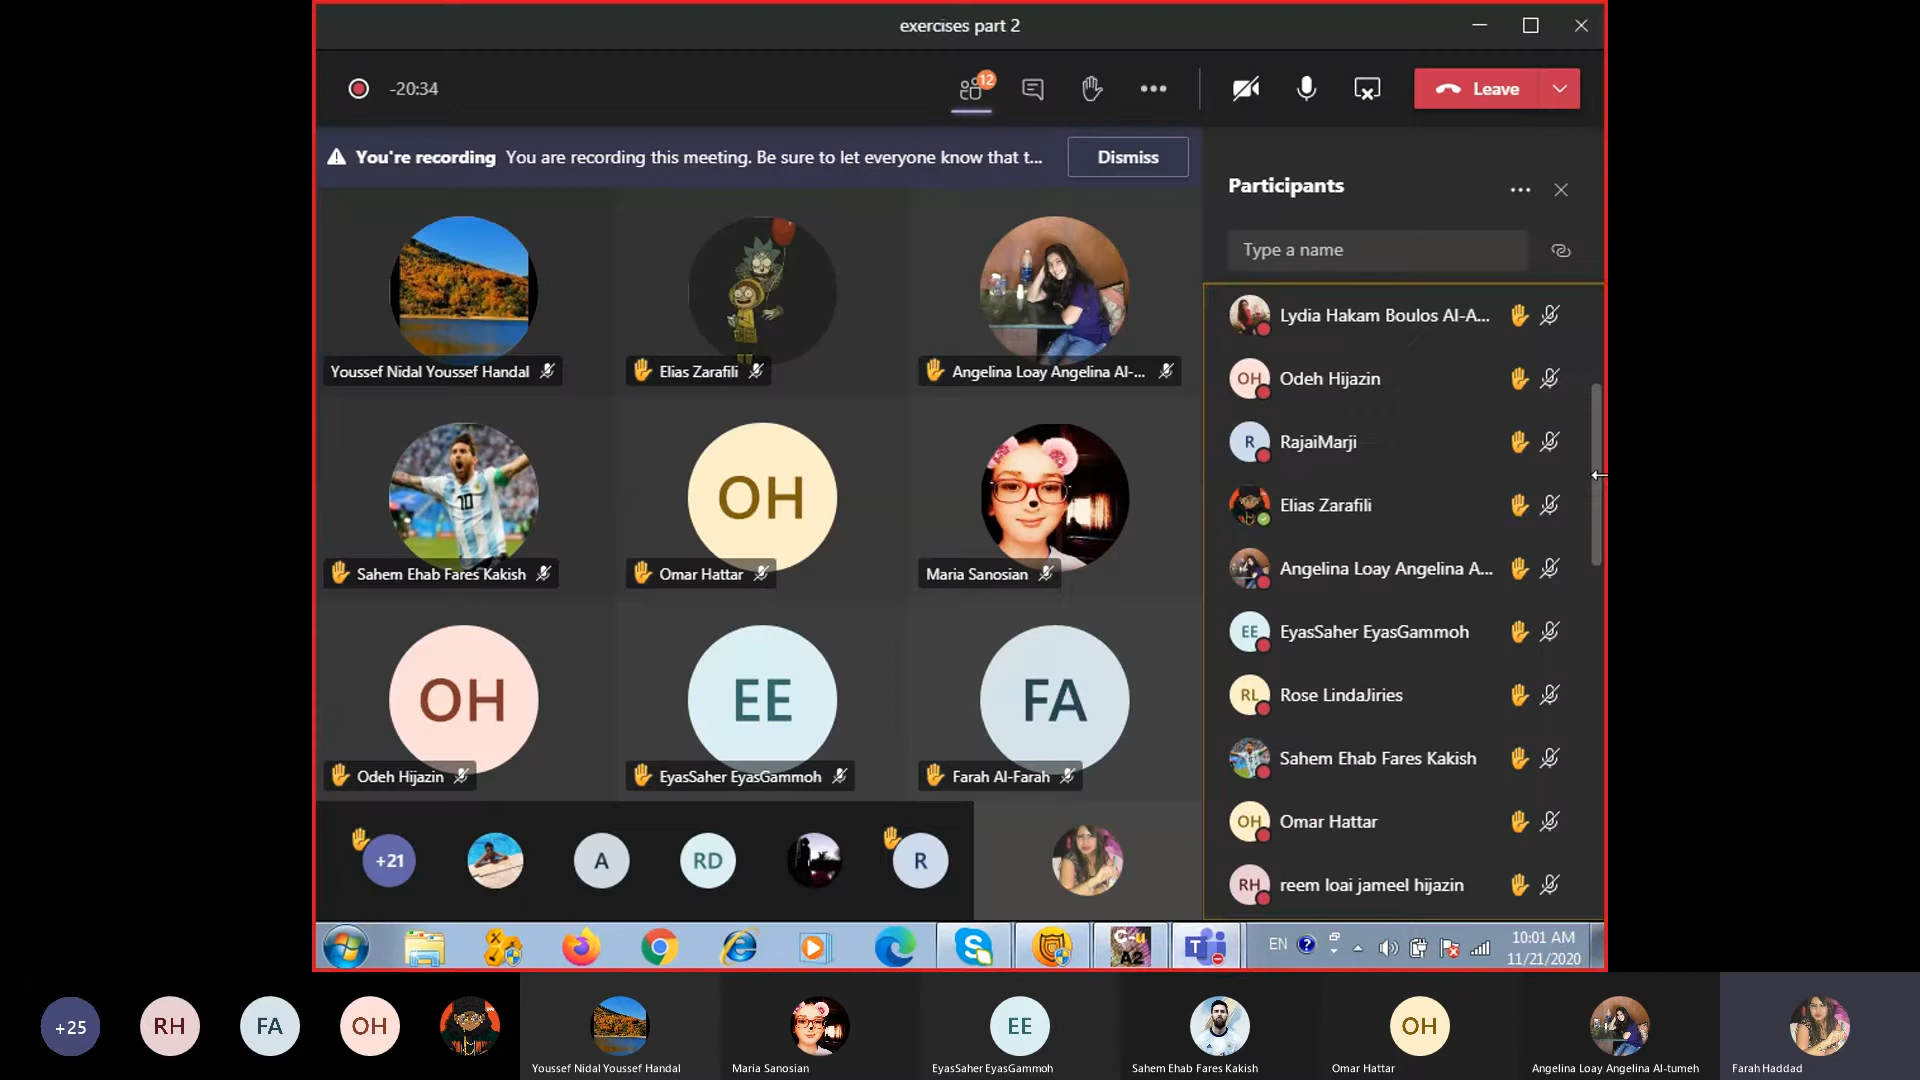 exercises part 2
-20:34
12
Leave
You're recording You are recording this meeting. Be sure to let everyone know that t...
Dismiss
Participants
Type a name
Youssef Nidal Youssef Handal
Elias Zarafili
Angelina Loay Angelina Al-...
10
OH
Sahem Ehab Fares Kakish
Omar Hattar
Maria Sanosian
OH
EE
FA
Odeh Hijazin
EyasSaher EyasGammoh
Farah Al-Farah
+21
A
RD
R
Lydia Hakam Boulos Al-A...
OH Odeh Hijazin
R RajaiMarji
Elias Zarafili
Angelina Loay Angelina A...
EE EyasSaher EyasGammoh
RL Rose LindaJiries
Sahem Ehab Fares Kakish
OH Omar Hattar
RH reem loai jameel hijazin
C-u
A2
T
EN
10:01 AM
11/21/2020
+25
RH
FA
OH
EE
OH
Youssef Nidal Youssef Handal
Maria Sanosian
EyasSaher EyasGammoh
Sahem Ehab Fares Kakish
Omar Hattar
Angelina Loay Angelina Al-tumeh
Farah Haddad